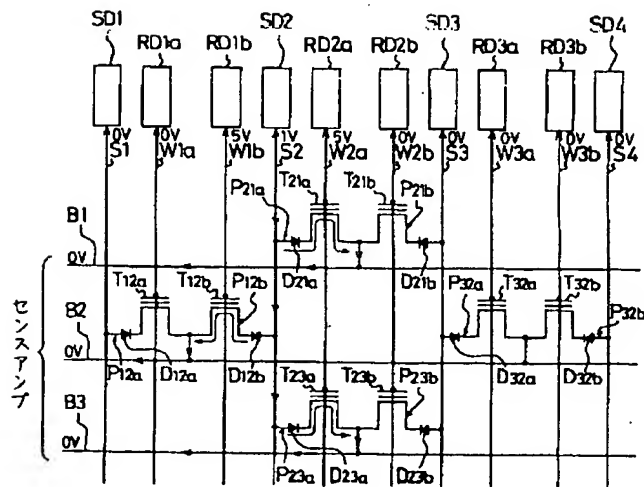 SD1 SD2 SD3 SD4
RD1a RD1b RD2a RD2b RD3a RD3b
0V 0V 5V 1V 5V 0V 0V 0V 0V 0V
S1 W1a W1b S2 W2a W2b S3 W3a W3b S4
P21a T21a T21b P21b
B1
0V
D21a D21b
T12a T12b P12b T32a T32b
P32a P32b
B2
0V
P12a D12a D12b D32a D32b
T23a T23b P23b
B3
0V
P23a D23a D23b
センスアンプ